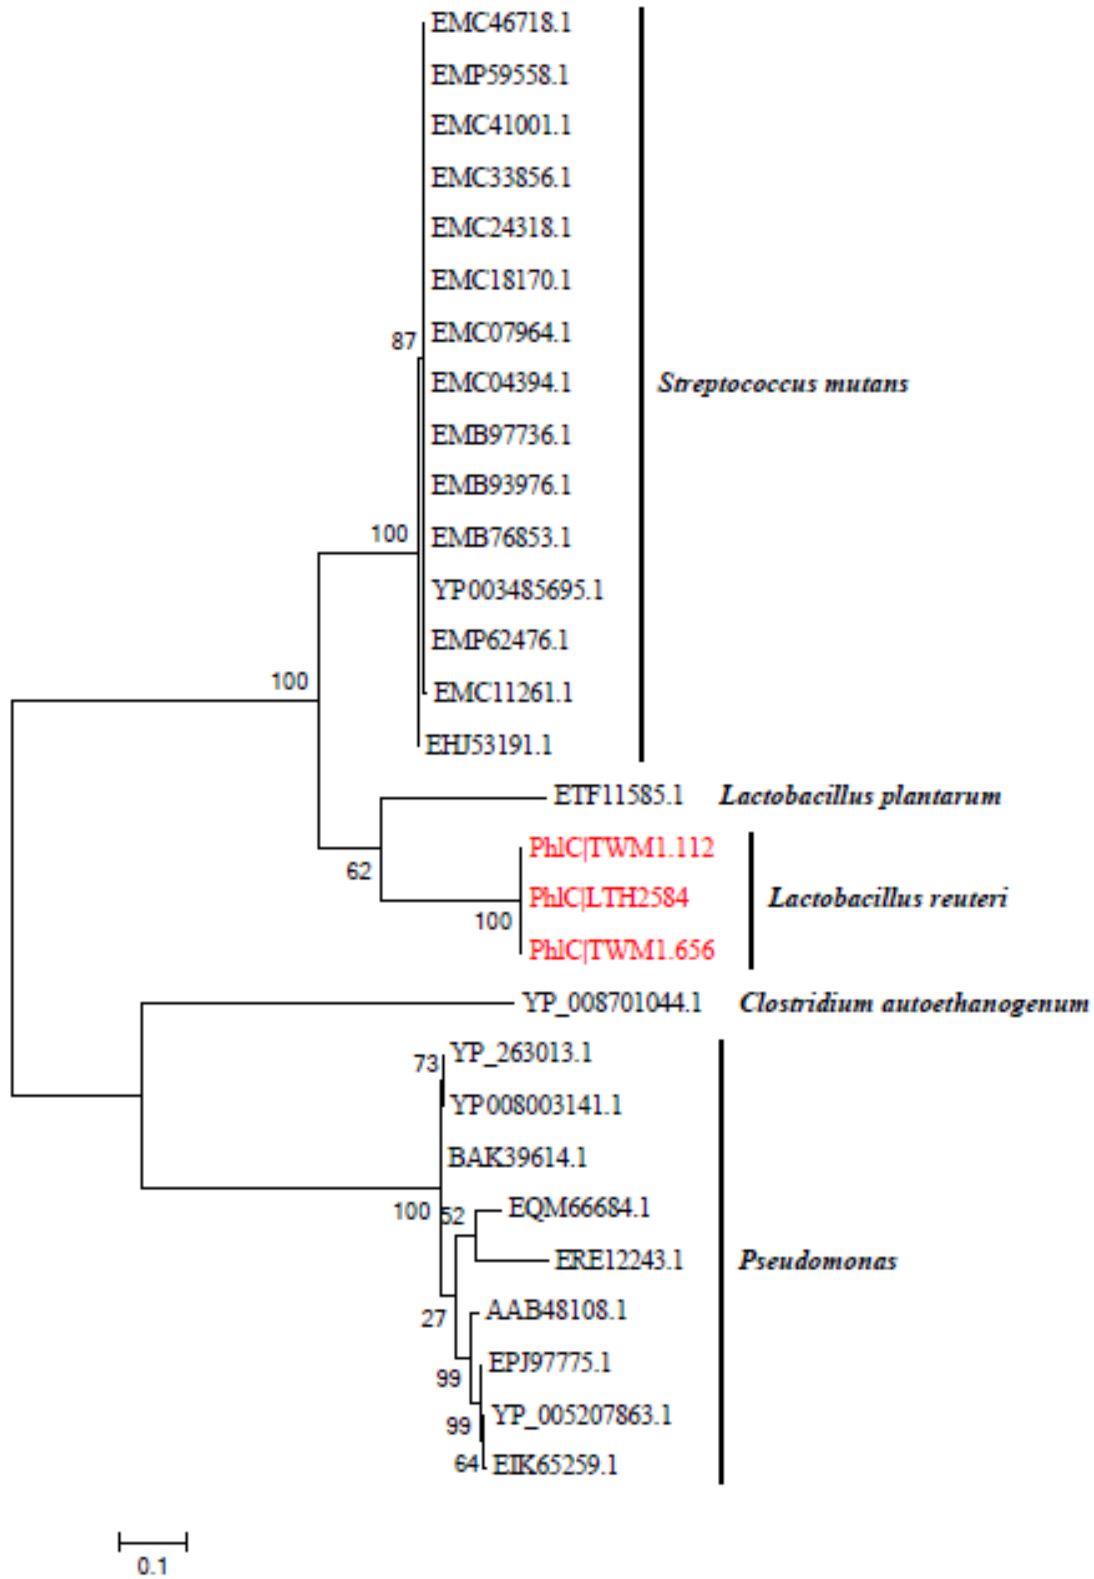 EMC46718.1
EMP59558.1
EMC41001.1
EMC33856.1
EMC24318.1
EMC18170.1
87
EMC07964.1
EMC04394.1
Streptococcus mutans
EMB97736.1
EMB93976.1
100
EMB76853.1
YP003485695.1
EMP62476.1
100
EMC11261.1
EHJ53191.1
ETF11585.1 Lactobacillus plantarum
PhlC|TWM1.112
62
PhlC|LTH2584
Lactobacillus reuteri
100
PhlC|TWM1.656
YP_008701044.1 Clostridium autoethanogenum
73
YP_263013.1
YP008003141.1
BAK39614.1
100
52
EQM66684.1
ERE12243.1
Pseudomonas
27
AAB48108.1
EPJ97775.1
99
YP_005207863.1
99
64
EIK65259.1
0.1